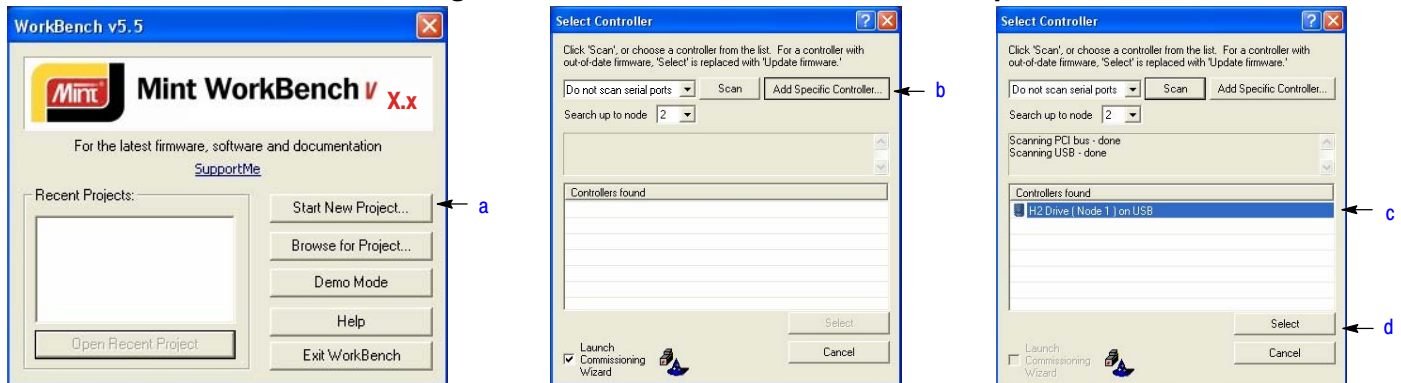 WorkBench v5.5
Mint
Mint WorkBench V X.x
For the latest firmware, software and documentation
SupportMe
Recent Projects:
Start New Project...
a
Browse for Project...
Demo Mode
Help
Open Recent Project
Exit WorkBench
Select Controller
Click 'Scan', or choose a controller from the list. For a controller with
out-of-date firmware, 'Select' is replaced with 'Update firmware.'
Do not scan serial ports
Scan
Add Specific Controller...
b
Search up to node 2
Controllers found
Select
Launch
Commissioning
Wizard
Cancel
Select Controller
Click 'Scan', or choose a controller from the list. For a controller with
out-of-date firmware, 'Select' is replaced with 'Update firmware.'
Do not scan serial ports
Scan
Add Specific Controller...
Search up to node 2
Scanning PCI bus - done
Scanning USB - done
Controllers found
H2 Drive ( Node 1 ) on USB
c
Select
d
Launch
Commissioning
Wizard
Cancel